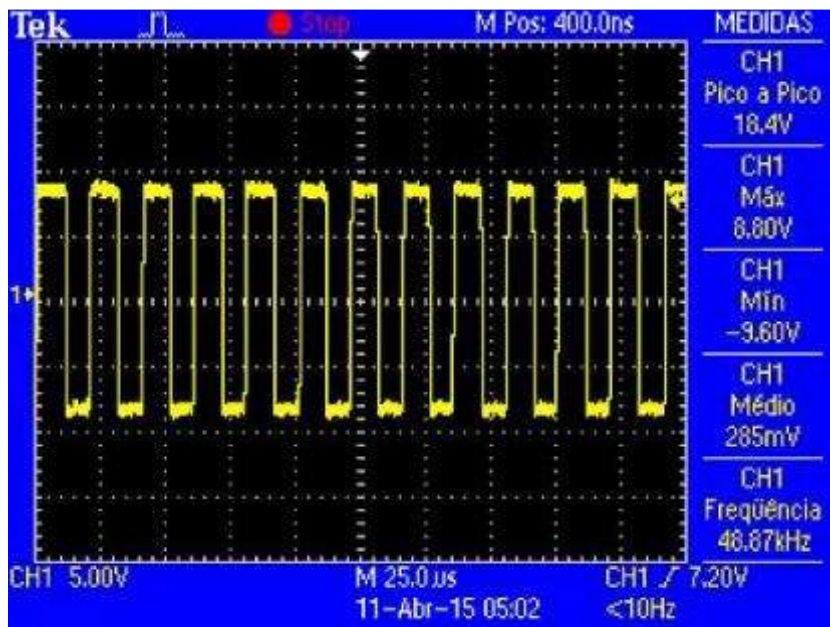 Tek Stop M Pos: 400.0ns MEDIDAS
CH1
Pico a Pico
18.4V
CH1
Máx
8.80V
CH1
Mín
-9.60V
CH1
Médio
285mV
CH1
Freqüência
48.87kHz
1
CH1 5.00V M 25.0µs CH1 7.20V
11-Abr-15 05:02 <10Hz